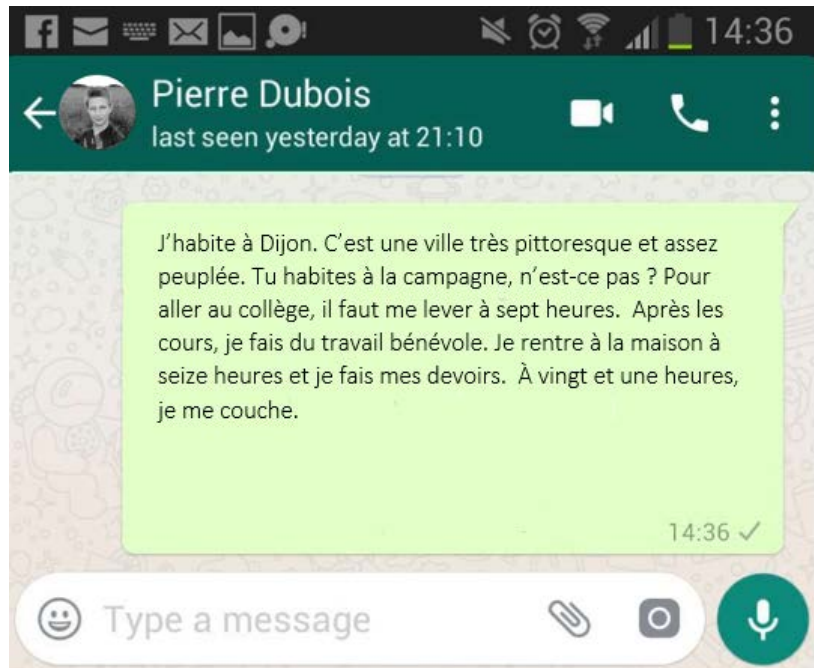 14:36
Pierre Dubois
last seen yesterday at 21:10
J’habite à Dijon. C’est une ville très pittoresque et assez
peuplée. Tu habites à la campagne, n’est-ce pas ? Pour
aller au collège, il faut me lever à sept heures.  Après les
cours, je fais du travail bénévole. Je rentre à la maison à
seize heures et je fais mes devoirs.  À vingt et une heures,
je me couche.
14:36
Type a message